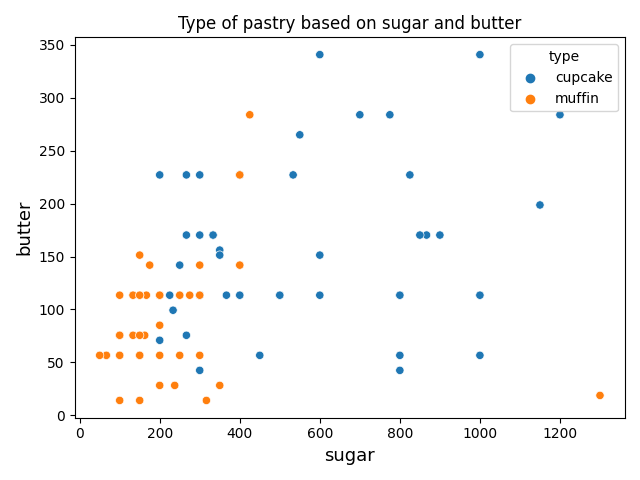 Type of pastry based on sugar and butter
350
300
250
200
150
100
50
0
butter
type
cupcake
muffin
0 200 400 600 800 1000 1200
sugar